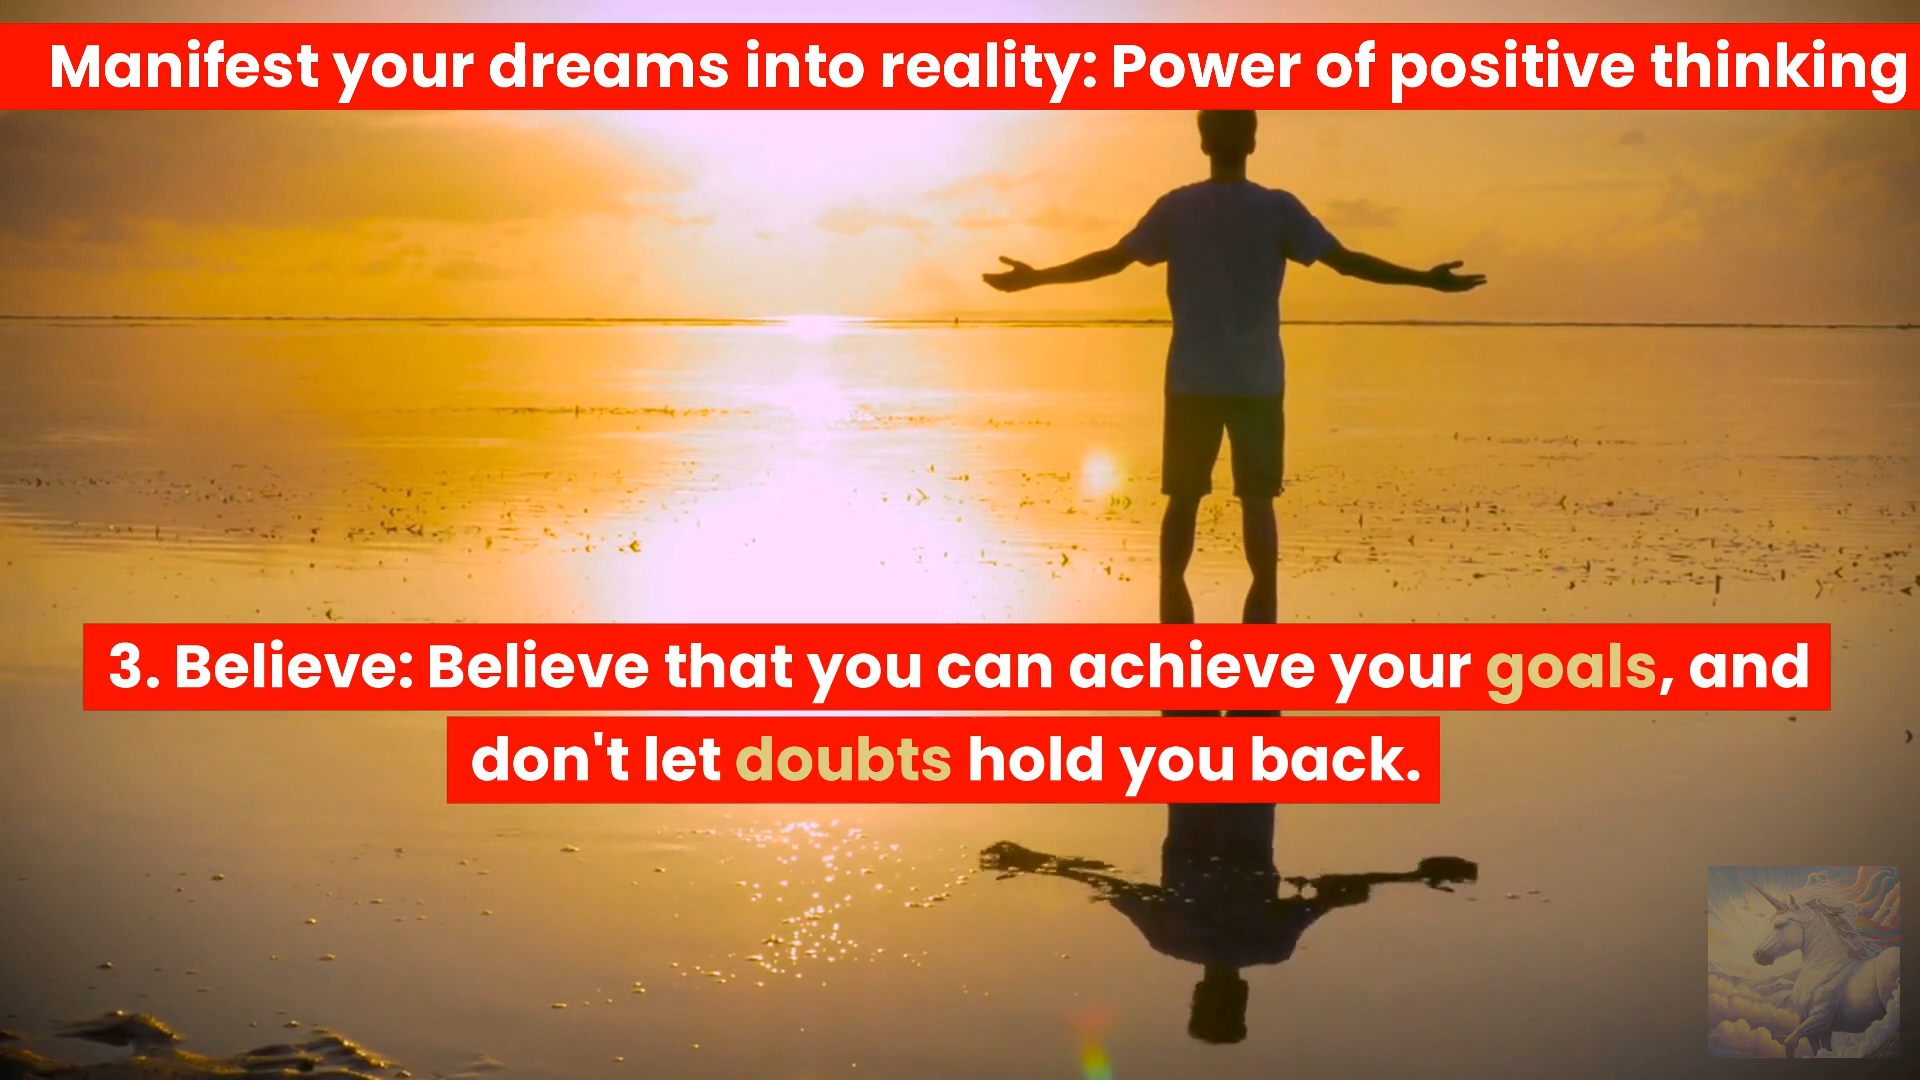 Manifest your dreams into reality: Power of positive thinking
3. Believe: Believe that you can achieve your goals, and
don't let doubts hold you back.